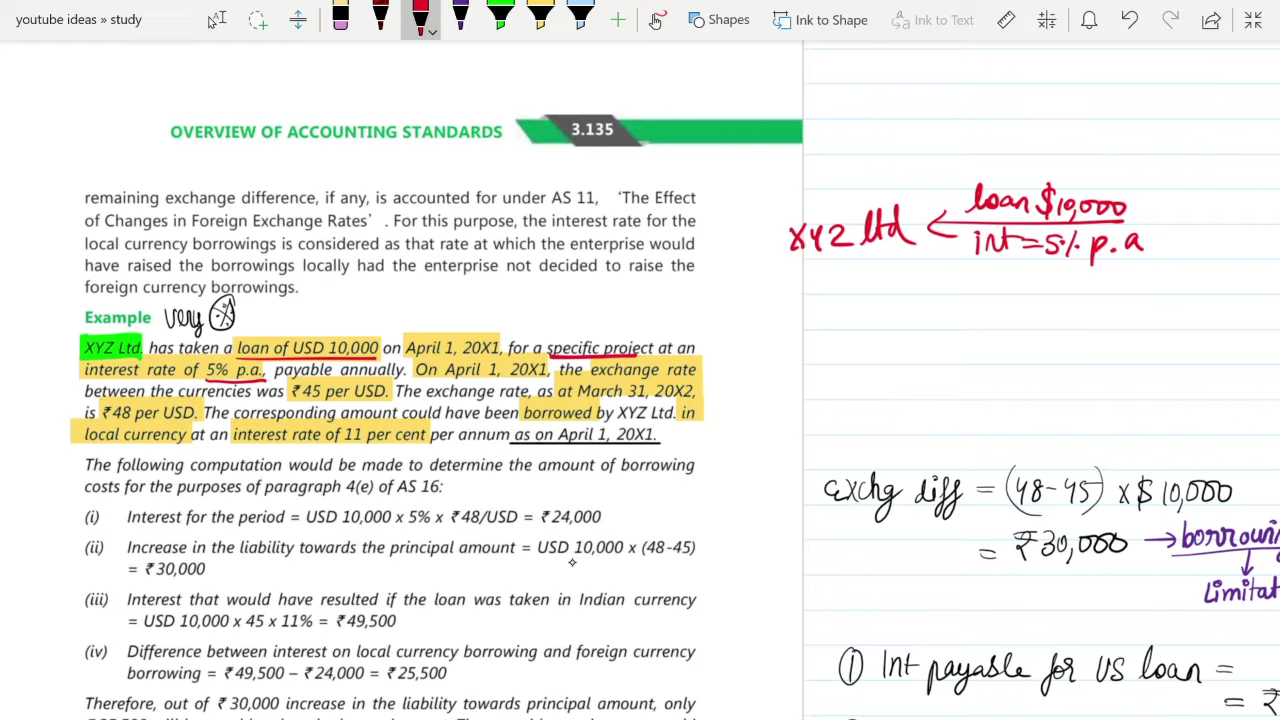 youtube ideas » study
Shapes
Ink to Shape
Ink to Text
OVERVIEW OF ACCOUNTING STANDARDS
3.135
remaining exchange difference, if any, is accounted for under AS 11, 'The Effect
of Changes in Foreign Exchange Rates' . For this purpose, the interest rate for the
local currency borrowings is considered as that rate at which the enterprise would
have raised the borrowings locally had the enterprise not decided to raise the
foreign currency borrowings.
Example very
XYZ Ltd. has taken a loan of USD 10,000 on April 1, 20X1, for a specific project at an
interest rate of 5% p.a., payable annually. On April 1, 20X1, the exchange rate
between the currencies was ₹45 per USD. The exchange rate, as at March 31, 20X2,
is ₹48 per USD. The corresponding amount could have been borrowed by XYZ Ltd. in
local currency at an interest rate of 11 per cent per annum as on April 1, 20X1.
The following computation would be made to determine the amount of borrowing
costs for the purposes of paragraph 4(e) of AS 16:
(i) Interest for the period = USD 10,000 x 5% x ₹48/USD = ₹24,000
(ii) Increase in the liability towards the principal amount = USD 10,000 x (48-45)
= ₹30,000
(iii) Interest that would have resulted if the loan was taken in Indian currency
= USD 10,000 x 45 x 11% = ₹49,500
(iv) Difference between interest on local currency borrowing and foreign currency
borrowing = ₹49,500 – ₹24,000 = ₹25,500
Therefore, out of ₹30,000 increase in the liability towards principal amount, only
loan $10,000
XYZ Ltd
int = 5% p.a
Exchg diff = (48-45) x $10,000
= ₹30,000 → borrowin
Limitat
① Int payable for US loan =
= ₹